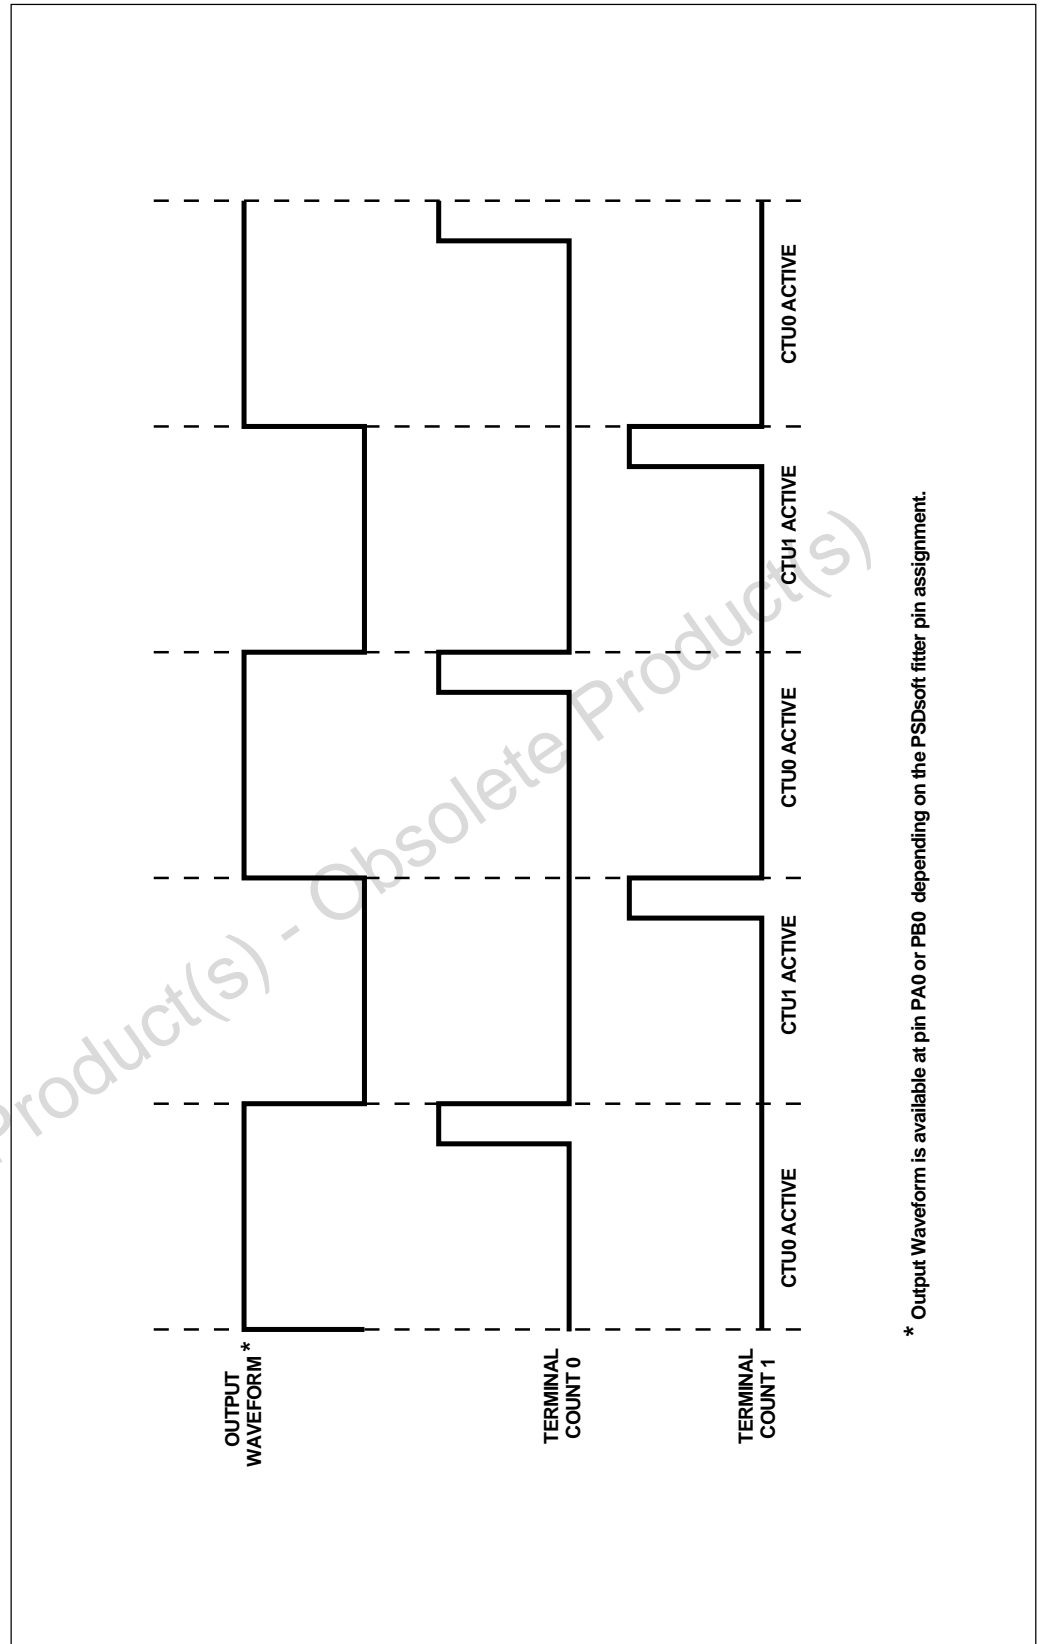 OUTPUT
WAVEFORM *
TERMINAL
COUNT 0
TERMINAL
COUNT 1
CTU0 ACTIVE
CTU1 ACTIVE
CTU0 ACTIVE
CTU1 ACTIVE
CTU0 ACTIVE
* Output Waveform is available at pin PA0 or PB0 depending on the PSDsoft fitter pin assignment.
Product(s) - Obsolete Product(s)